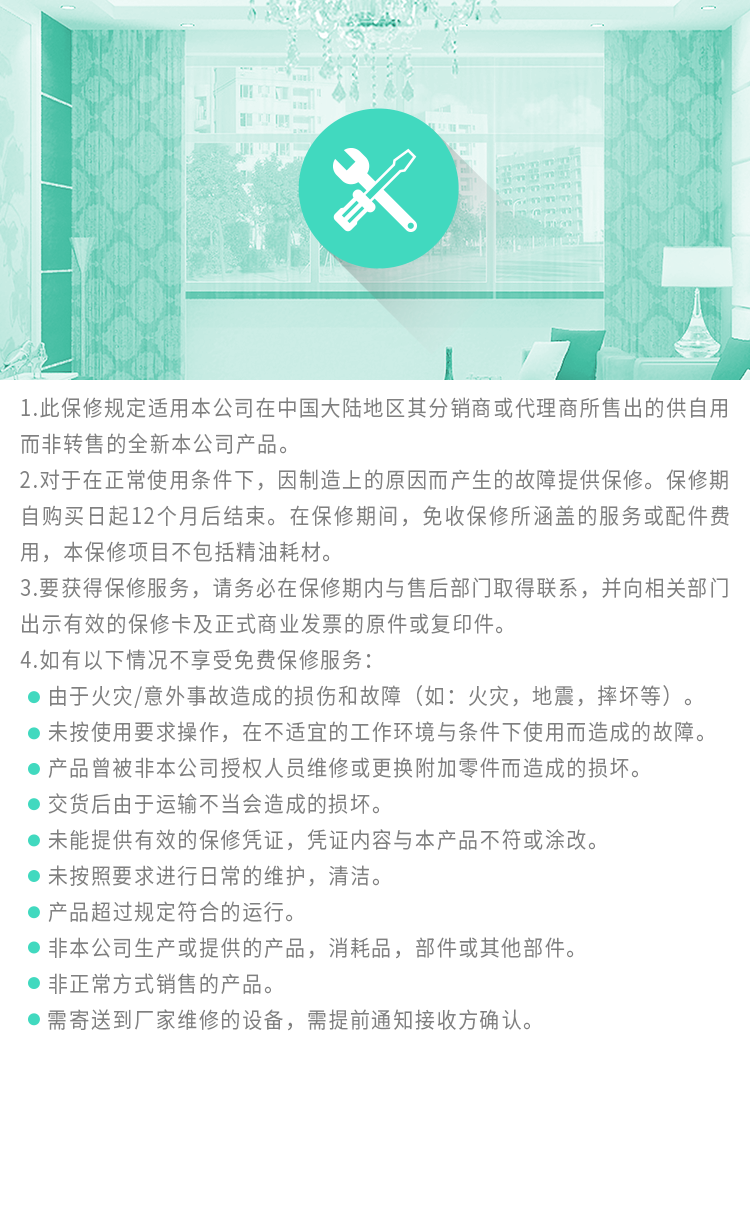 1.此保修规定适用本公司在中国大陆地区其分销商或代理商所售出的供自用
而非转售的全新本公司产品。
2.对于在正常使用条件下，因制造上的原因而产生的故障提供保修。保修期
自购买日起12个月后结束。在保修期间，免收保修所涵盖的服务或配件费
用，本保修项目不包括精油耗材。
3.要获得保修服务，请务必在保修期内与售后部门取得联系，并向相关部门
出示有效的保修卡及正式商业发票的原件或复印件。
4.如有以下情况不享受免费保修服务：
由于火灾/意外事故造成的损伤和故障（如：火灾，地震，摔坏等）。
未按使用要求操作，在不适宜的工作环境与条件下使用而造成的故障。
产品曾被非本公司授权人员维修或更换附加零件而造成的损坏。
交货后由于运输不当会造成的损坏。
未能提供有效的保修凭证，凭证内容与本产品不符或涂改。
未按照要求进行日常的维护，清洁。
产品超过规定符合的运行。
非本公司生产或提供的产品，消耗品，部件或其他部件。
非正常方式销售的产品。
需寄送到厂家维修的设备，需提前通知接收方确认。